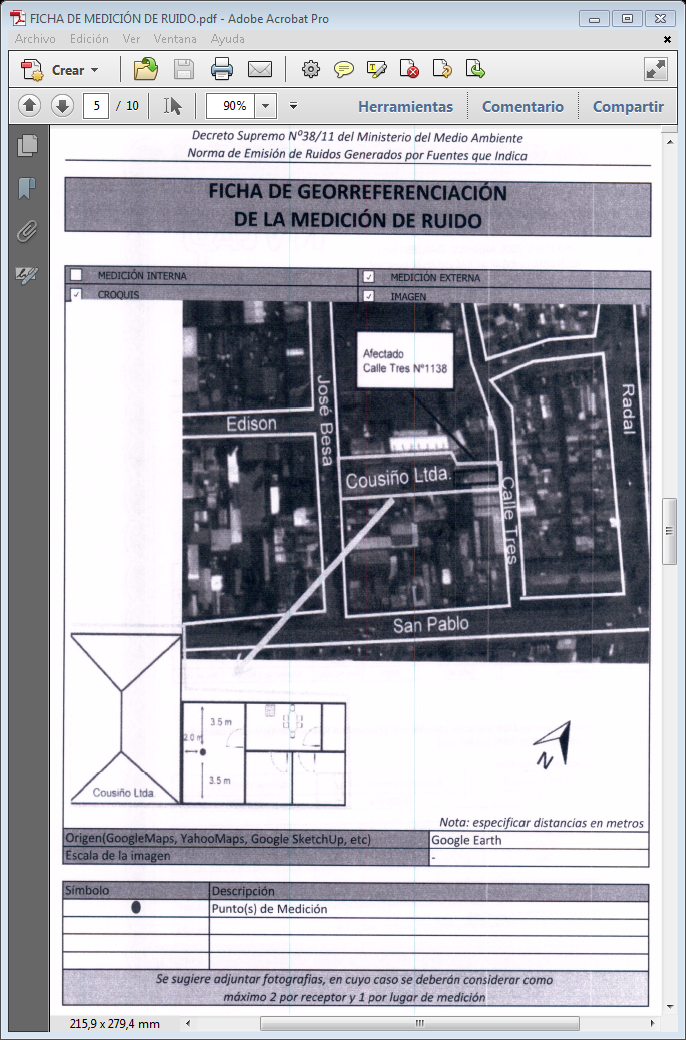 FICHA DE MEDICIÓN DE RUIDO.pdf - Adobe Acrobat Pro
Archivo Edición Ver Ventana Ayuda
Crear
5 / 10 90% Herramientas Comentario Compartir
Decreto Supremo N°38/11 del Ministerio del Medio Ambiente
Norma de Emisión de Ruidos Generados por Fuentes que Indica
FICHA DE GEORREFERENCIACIÓN
DE LA MEDICIÓN DE RUIDO
MEDICIÓN INTERNA MEDICIÓN EXTERNA
CROQUIS IMAGEN
Afectado
Calle Tres Nº1138
José Besa
Radal
Edison
Cousiño Ltda.
Calle Tres
San Pablo
3.5 m
2.0 m
3.5 m
Cousiño Ltda.
N
Nota: especificar distancias en metros
Origen(GoogleMaps, YahooMaps, Google SketchUp, etc) Google Earth
Escala de la imagen -
Símbolo Descripción
Punto(s) de Medición
Se sugiere adjuntar fotografías, en cuyo caso se deberán considerar como
máximo 2 por receptor y 1 por lugar de medición
215,9 x 279,4 mm